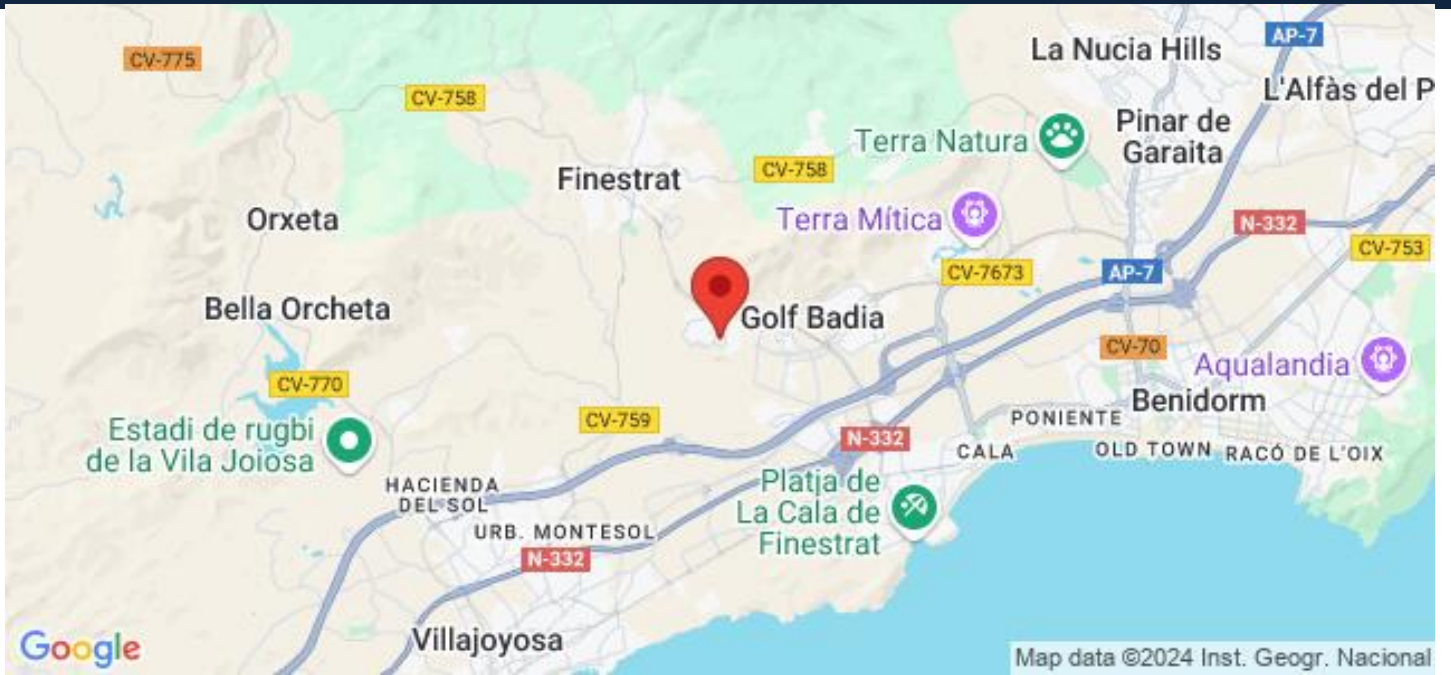 CV-775
CV-758
La Nucia Hills
AP-7
L'Alfàs del P
Finestrat
CV-758
Terra Natura
Pinar de
Garaita
Orxeta
Terra Mítica
N-332
CV-753
Bella Orcheta
CV-7673
AP-7
Golf Badia
CV-770
CV-70
Aqualandia
Estadi de rugbi
de la Vila Joiosa
CV-759
N-332
PONIENTE
Benidorm
CALA
OLD TOWN
RACÓ DE L'OIX
HACIENDA
DEL SOL
Platja de
La Cala de
Finestrat
URB. MONTESOL
N-332
Villajoyosa
Google
Map data ©2024 Inst. Geogr. Nacional